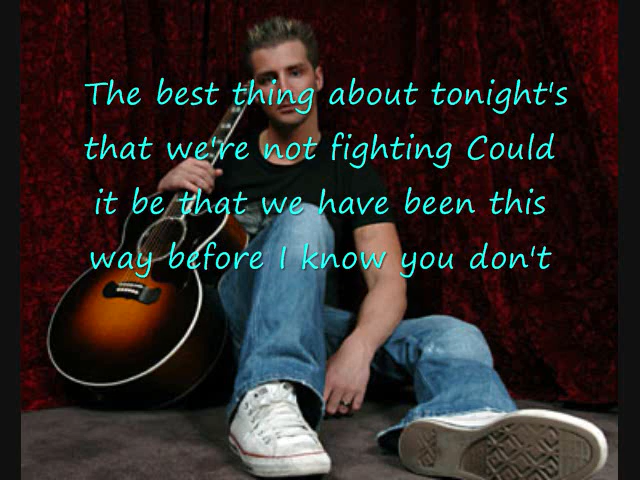 The best thing about tonight's
that we're not fighting Could
it be that we have been this
way before I know you don't